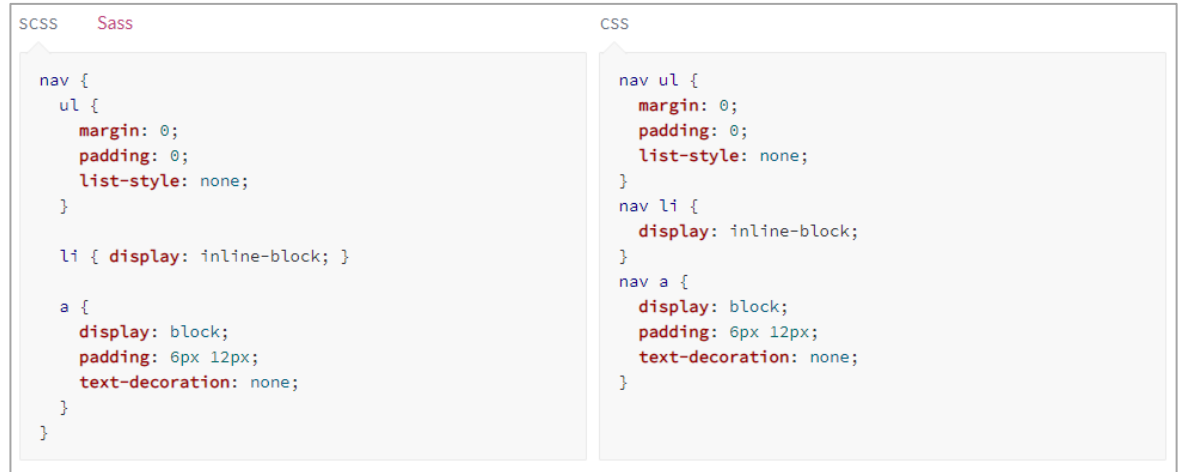 SCSS Sass
nav {
  ul {
    margin: 0;
    padding: 0;
    list-style: none;
  }

  li { display: inline-block; }

  a {
    display: block;
    padding: 6px 12px;
    text-decoration: none;
  }
}
CSS
nav ul {
  margin: 0;
  padding: 0;
  list-style: none;
}
nav li {
  display: inline-block;
}
nav a {
  display: block;
  padding: 6px 12px;
  text-decoration: none;
}